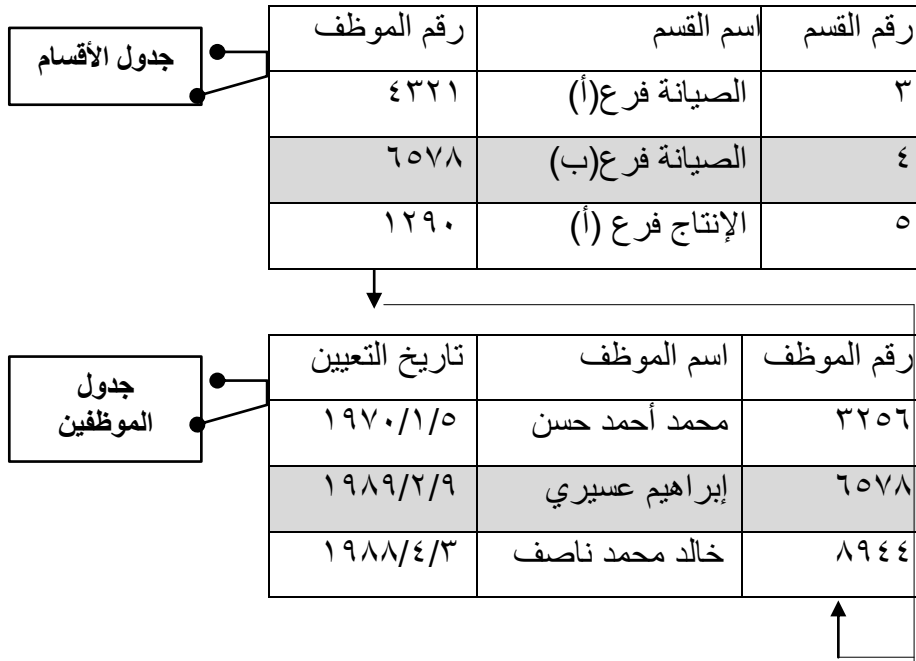 جدول الأقسام
رقم القسم اسم القسم رقم الموظف
٣ الصيانة فرع(أ) ٤٣٢١
٤ الصيانة فرع(ب) ٦٥٧٨
٥ الإنتاج فرع (أ) ١٢٩٠
جدول
الموظفين
رقم الموظف اسم الموظف تاريخ التعيين
٣٢٥٦ محمد أحمد حسن ١٩٧٠/١/٥
٦٥٧٨ إبراهيم عسيري ١٩٨٩/٢/٩
٨٩٤٤ خالد محمد ناصف ١٩٨٨/٤/٣